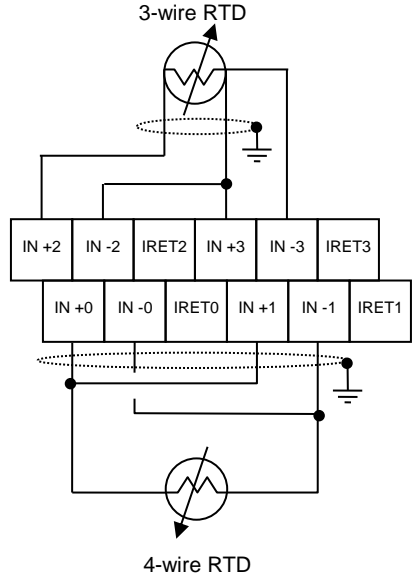 3-wire RTD
IN +2 IN -2 IRET2 IN +3 IN -3 IRET3
IN +0 IN -0 IRET0 IN +1 IN -1 IRET1
4-wire RTD